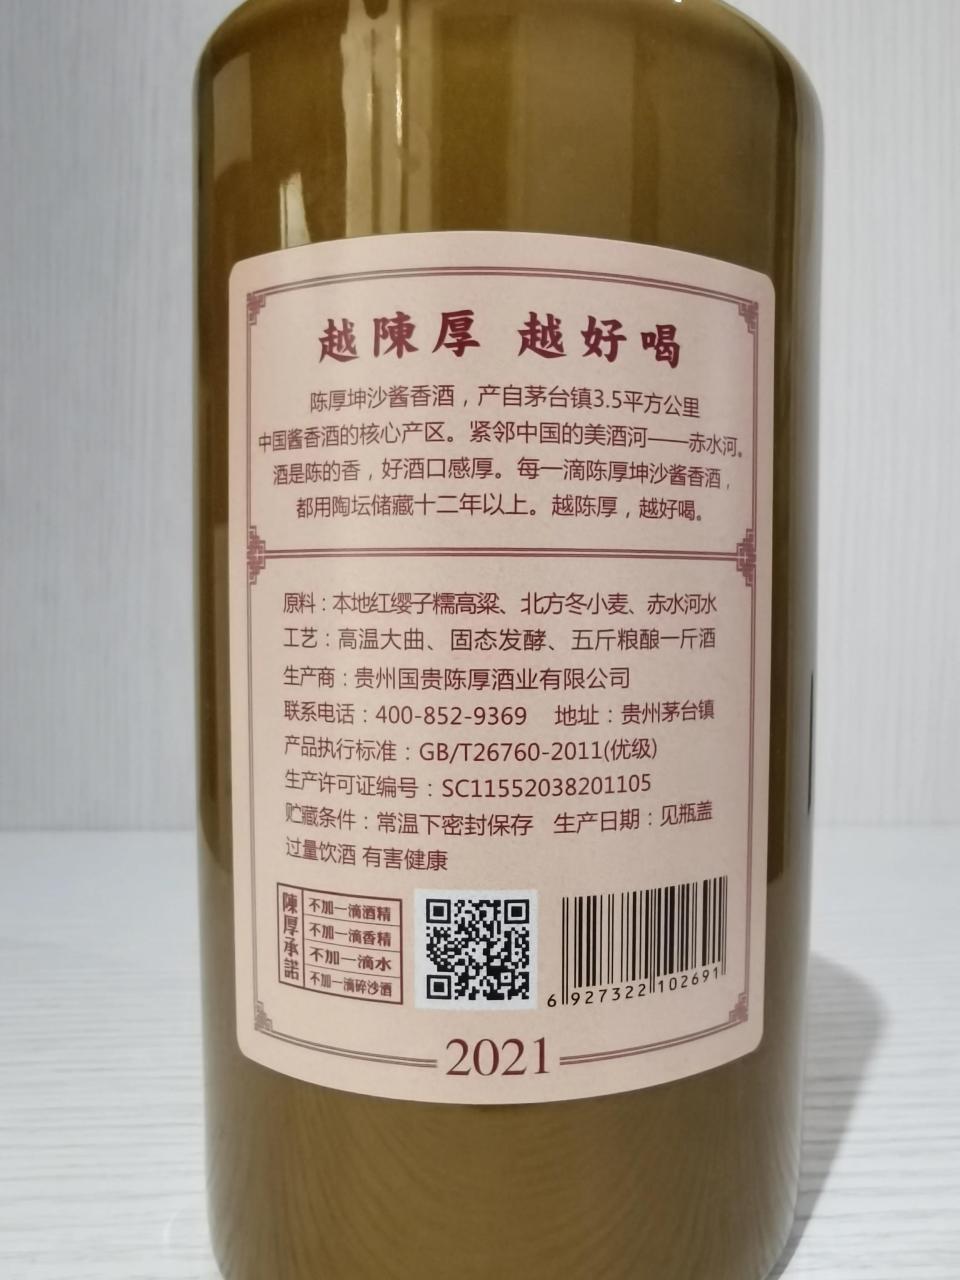 越陳厚 越好喝
陈厚坤沙酱香酒，产自茅台镇3.5平方公里
中国酱香酒的核心产区。紧邻中国的美酒河——赤水河。
酒是陈的香，好酒口感厚。每一滴陈厚坤沙酱香酒，
都用陶坛储藏十二年以上。越陈厚，越好喝。
原料：本地红缨子糯高粱、北方冬小麦、赤水河水
工艺：高温大曲、固态发酵、五斤粮酿一斤酒
生产商：贵州国贵陈厚酒业有限公司
联系电话：400-852-9369 地址：贵州茅台镇
产品执行标准：GB/T26760-2011(优级)
生产许可证编号：SC11552038201105
贮藏条件：常温下密封保存 生产日期：见瓶盖
过量饮酒 有害健康
陳厚承諾
不加一滴酒精
不加一滴香精
不加一滴水
不加一滴碎沙酒
6 927322 102691
2021